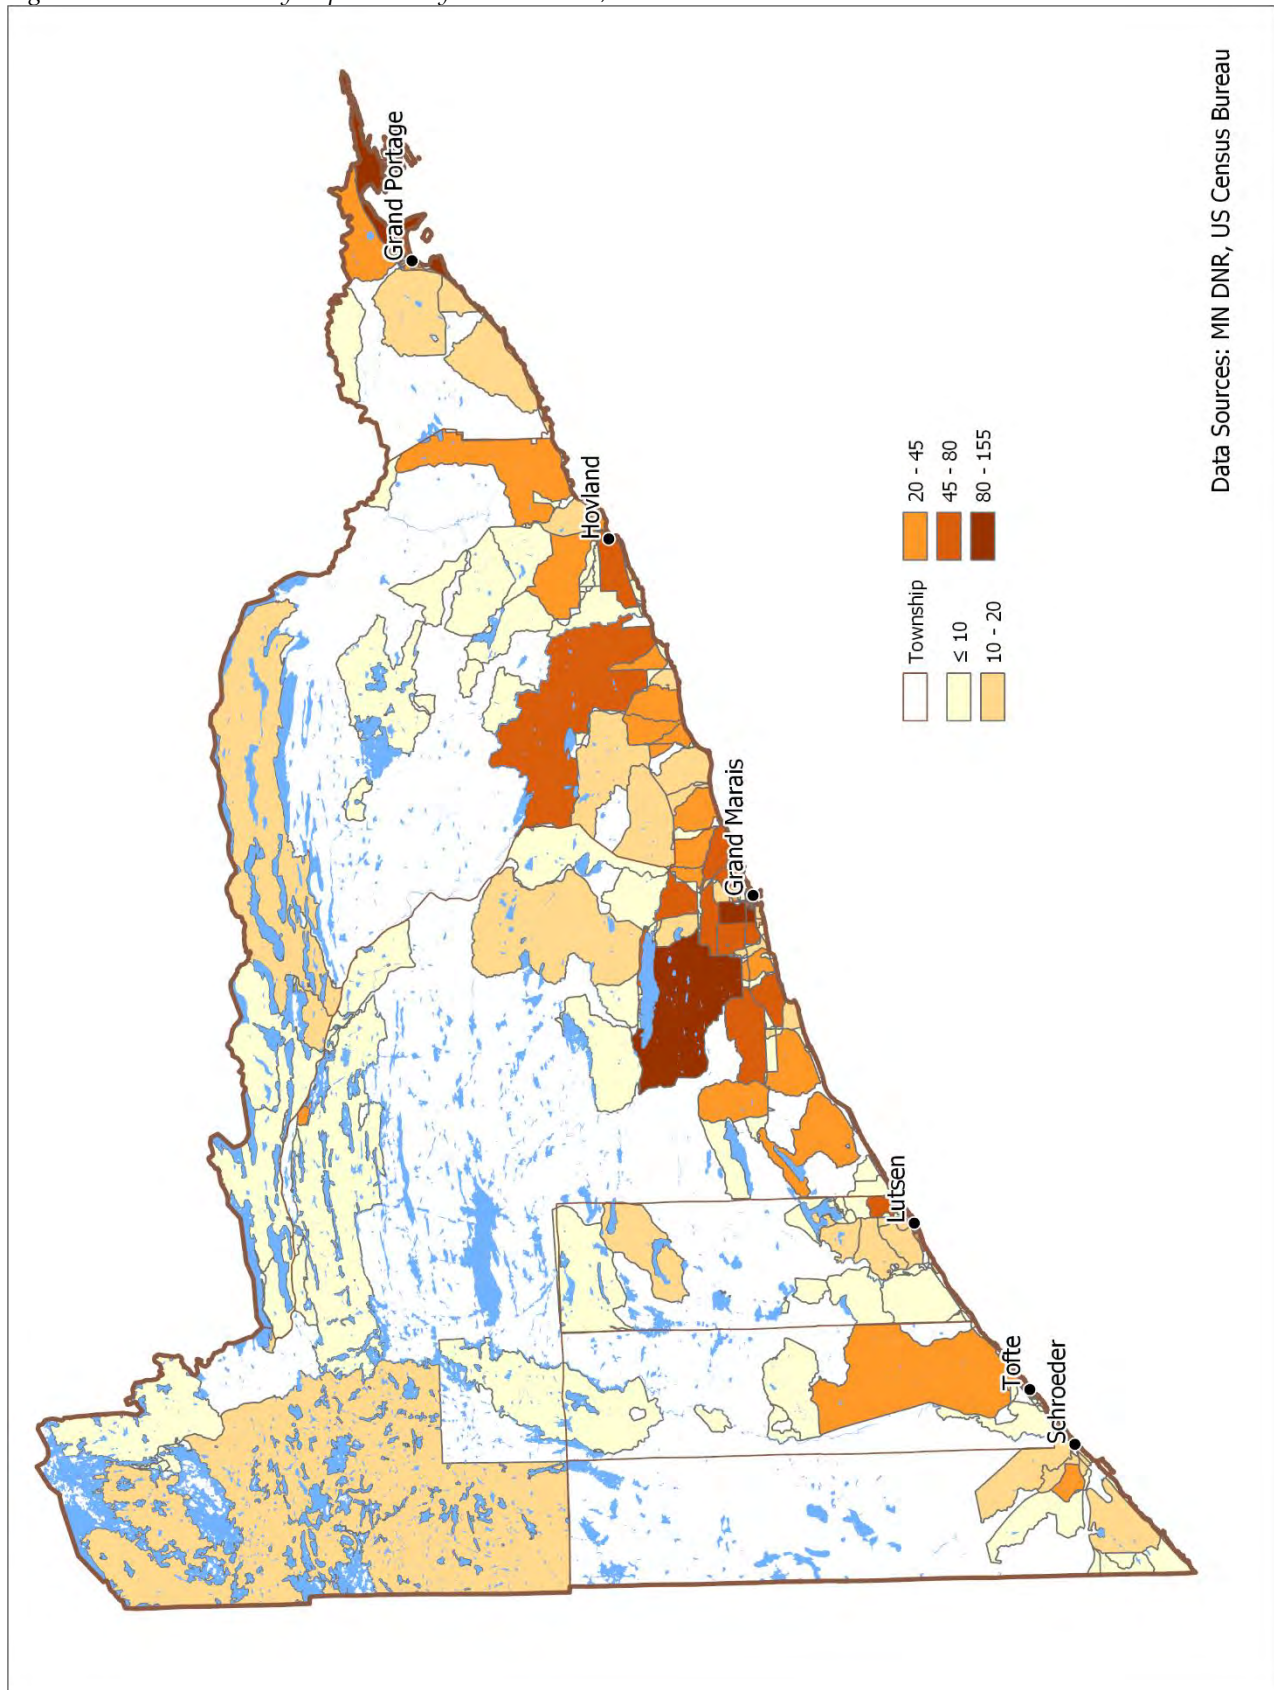 Grand Portage
Hovland
Grand Marais
Lutsen
Tofte
Schroeder
Township
≤ 10
10 - 20
20 - 45
45 - 80
80 - 155
Data Sources: MN DNR, US Census Bureau